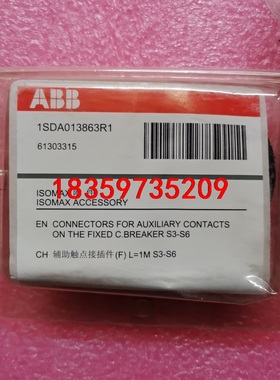 ABB
1SDA013863R1
61303315
18359735209
ISOMAX
ISOMAX ACCESSORY
EN CONNECTORS FOR AUXILIARY CONTACTS
ON THE FIXED C.BREAKER S3-S6
CH 辅助触点接插件(F) L=1M S3-S6